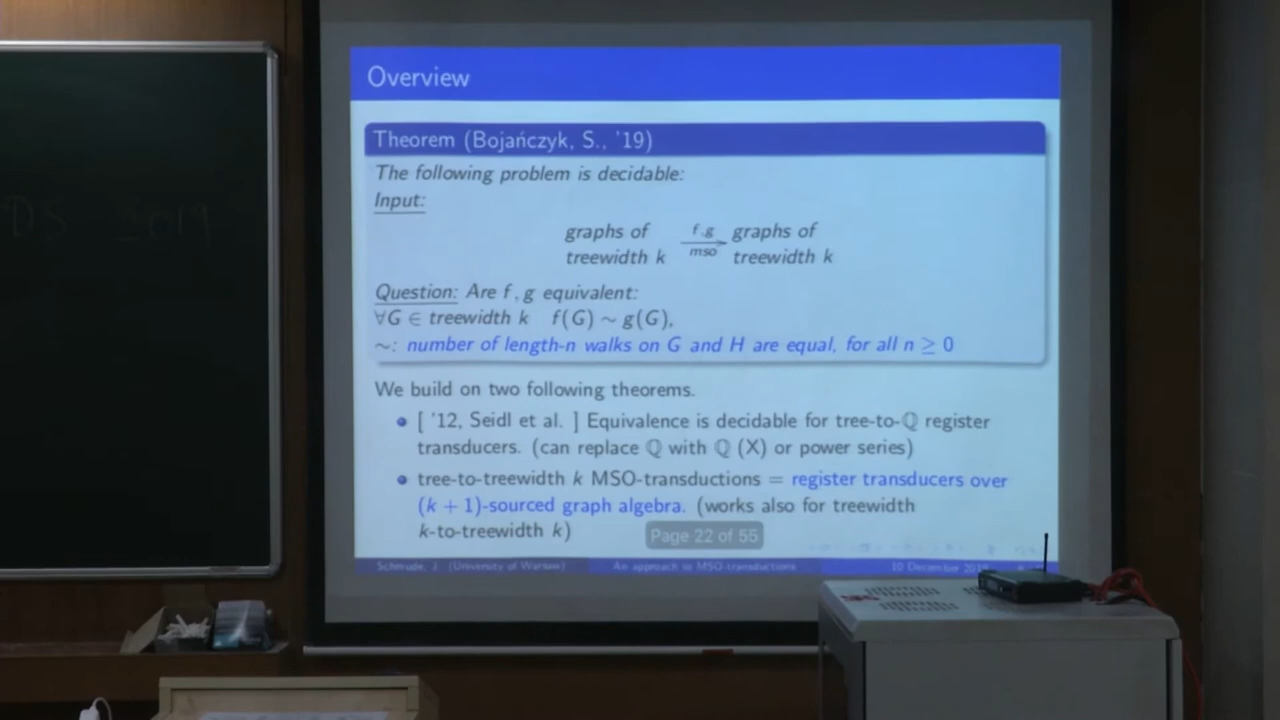 Overview
Theorem (Bojańczyk, S., '19)
The following problem is decidable:
Input:
graphs of treewidth k f,g mso graphs of treewidth k
Question: Are f, g equivalent:
∀G ∈ treewidth k f(G) ~ g(G),
~: number of length-n walks on G and H are equal, for all n ≥ 0
We build on two following theorems.
[ '12, Seidl et al. ] Equivalence is decidable for tree-to-ℚ register
transducers. (can replace ℚ with ℚ (X) or power series)
tree-to-treewidth k MSO-transductions = register transducers over
(k + 1)-sourced graph algebra. (works also for treewidth
k-to-treewidth k)
Page 22 of 55
Schmude, J. (University of Warsaw) An approach to MSO-transductions 10 December